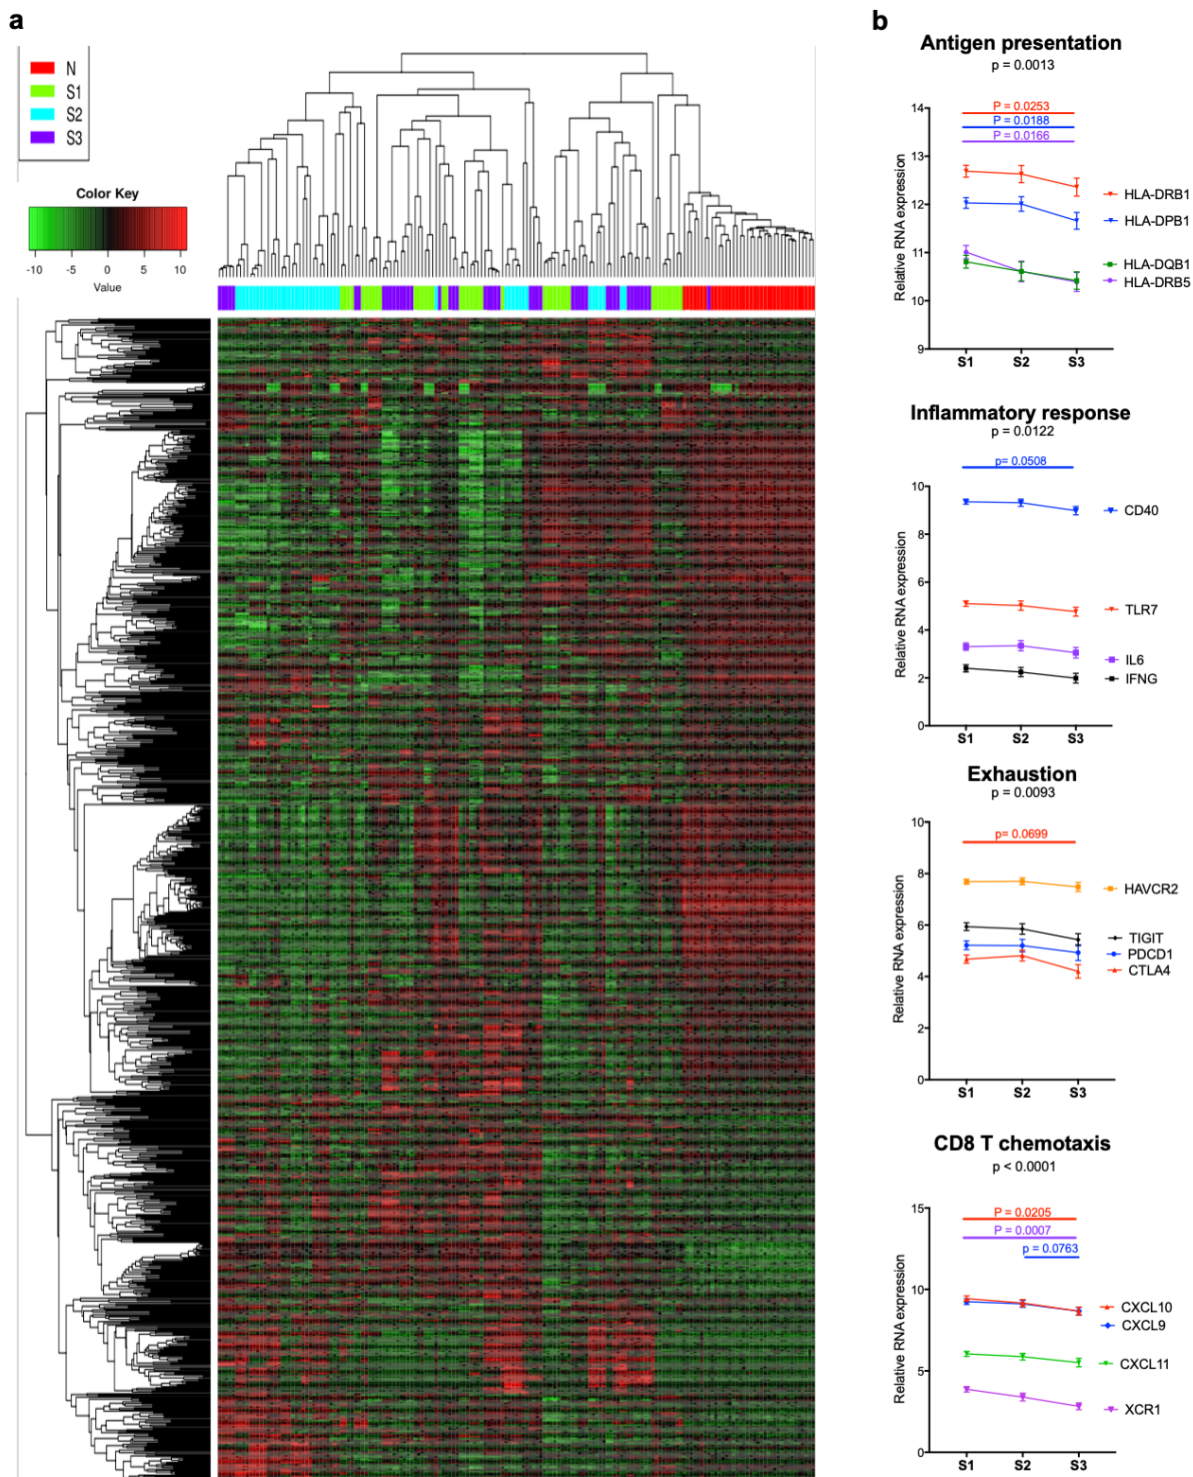 a
N
S1
S2
S3
Color Key
-10 -5 0 5 10
Value
b
Antigen presentation
p = 0.0013
P = 0.0253
P = 0.0188
P = 0.0166
Relative RNA expression
14
13
12
11
10
9
HLA-DRB1
HLA-DPB1
HLA-DQB1
HLA-DRB5
S1 S2 S3
Inflammatory response
p = 0.0122
p= 0.0508
Relative RNA expression
10
8
6
4
2
0
CD40
TLR7
IL6
IFNG
S1 S2 S3
Exhaustion
p = 0.0093
p= 0.0699
Relative RNA expression
10
8
6
4
2
0
HAVCR2
TIGIT
PDCD1
CTLA4
S1 S2 S3
CD8 T chemotaxis
p < 0.0001
P = 0.0205
P = 0.0007
p = 0.0763
Relative RNA expression
15
10
5
0
CXCL10
CXCL9
CXCL11
XCR1
S1 S2 S3